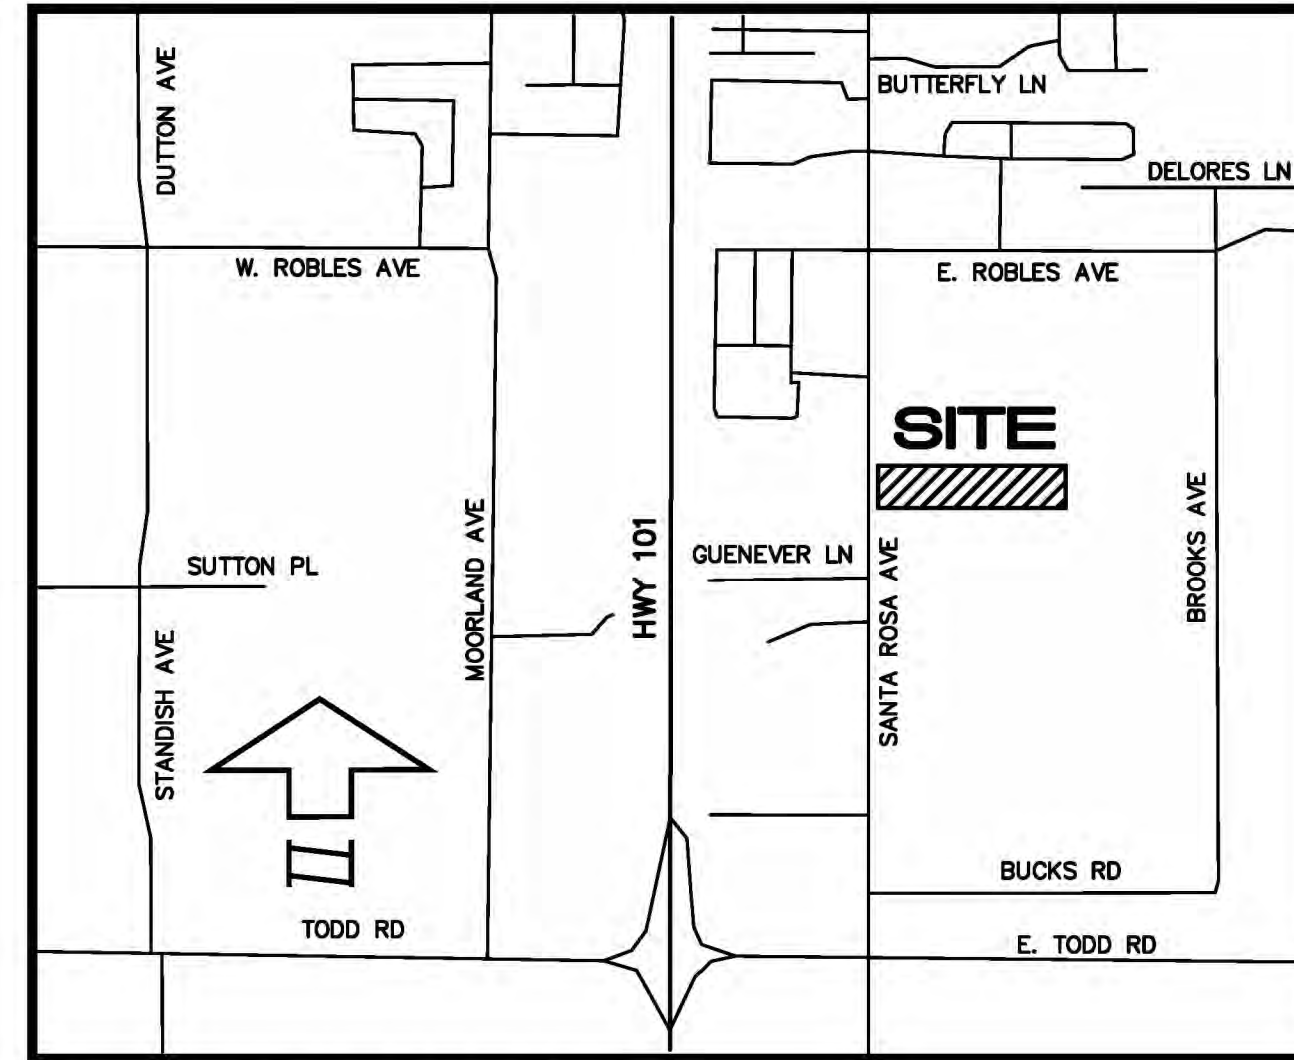 DUTTON AVE
BUTTERFLY LN
DELORES LN
W. ROBLES AVE
E. ROBLES AVE
SITE
MOORLAND AVE
HWY 101
BROOKS AVE
GUENEVER LN
SUTTON PL
SANTA ROSA AVE
STANDISH AVE
BUCKS RD
TODD RD
E. TODD RD